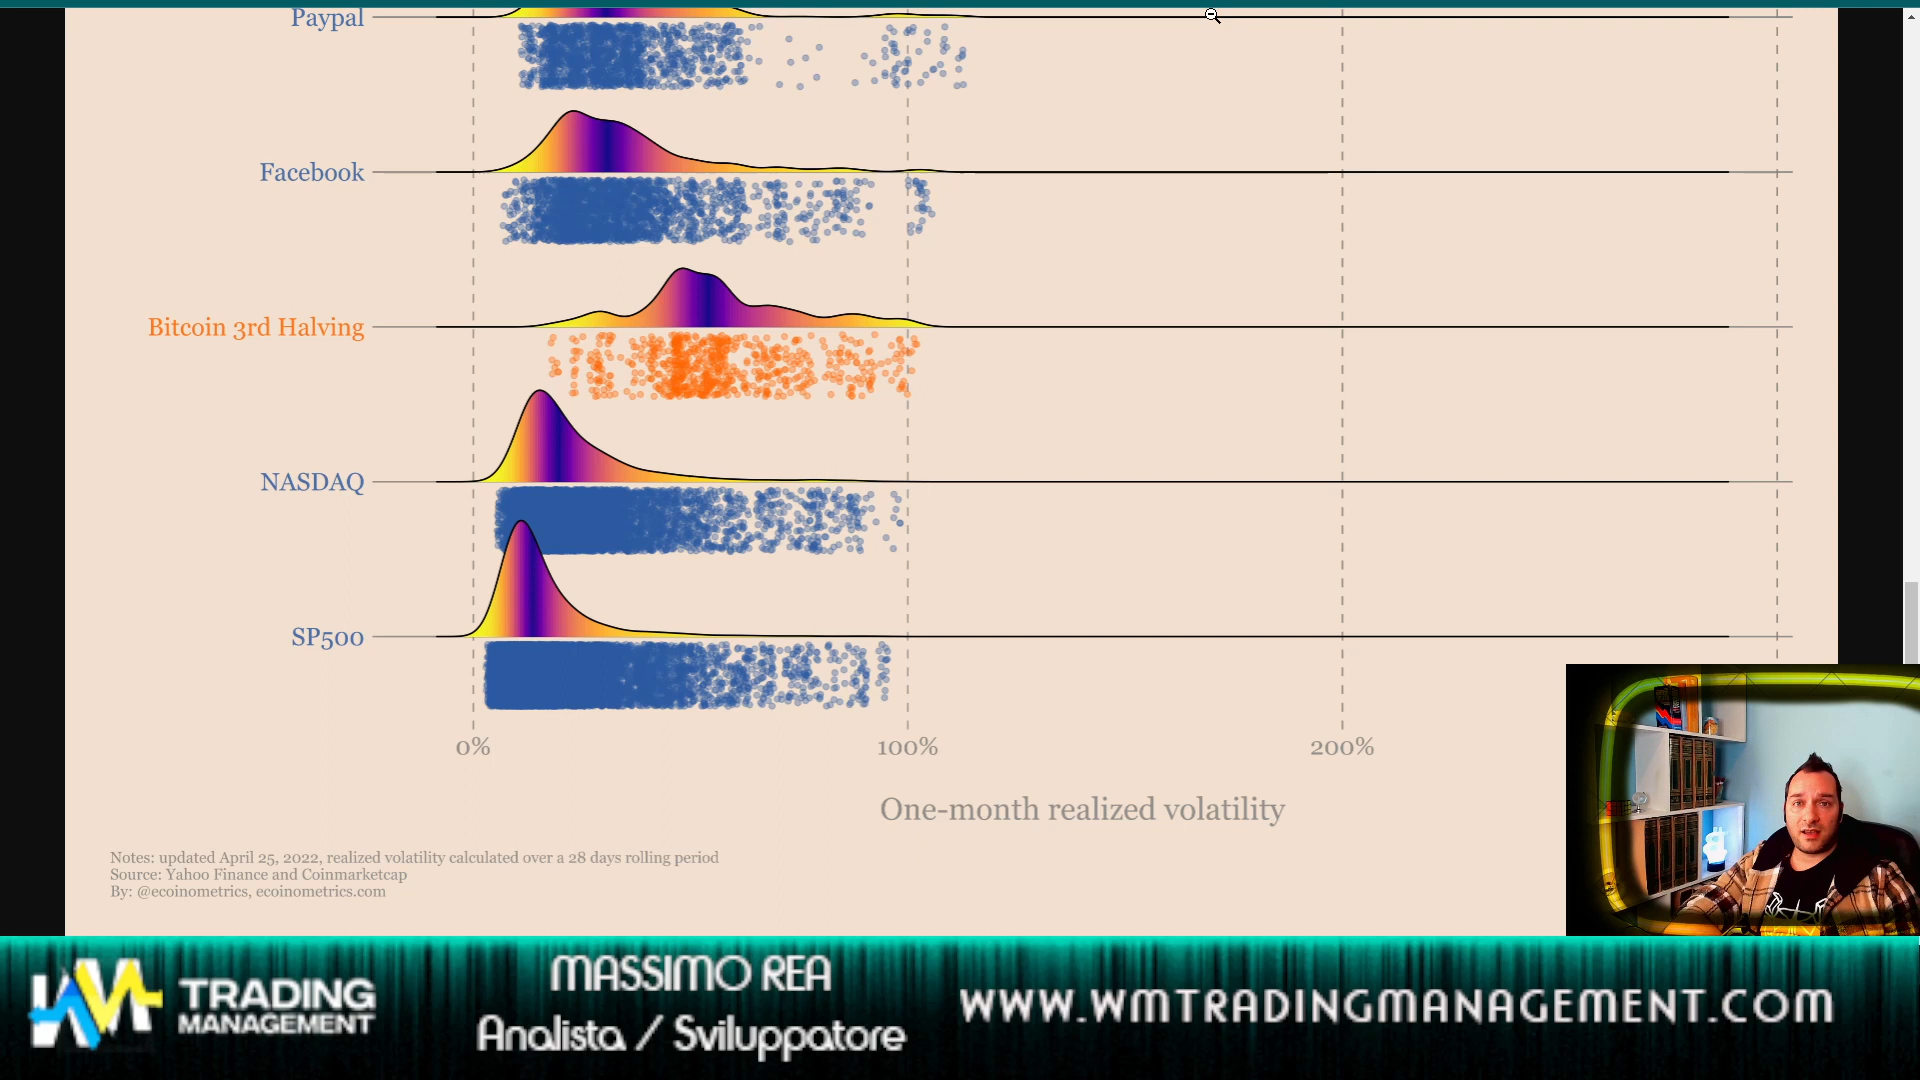 Paypal
Facebook
Bitcoin 3rd Halving
NASDAQ
SP500
0%
100%
200%
One-month realized volatility
Notes: updated April 25, 2022, realized volatility calculated over a 28 days rolling period
Source: Yahoo Finance and Coinmarketcap
By: @ecoinometrics, ecoinometrics.com
WM TRADING
MANAGEMENT
MASSIMO REA
Analista / Sviluppatore
WWW.WMTRADINGMANAGEMENT.COM